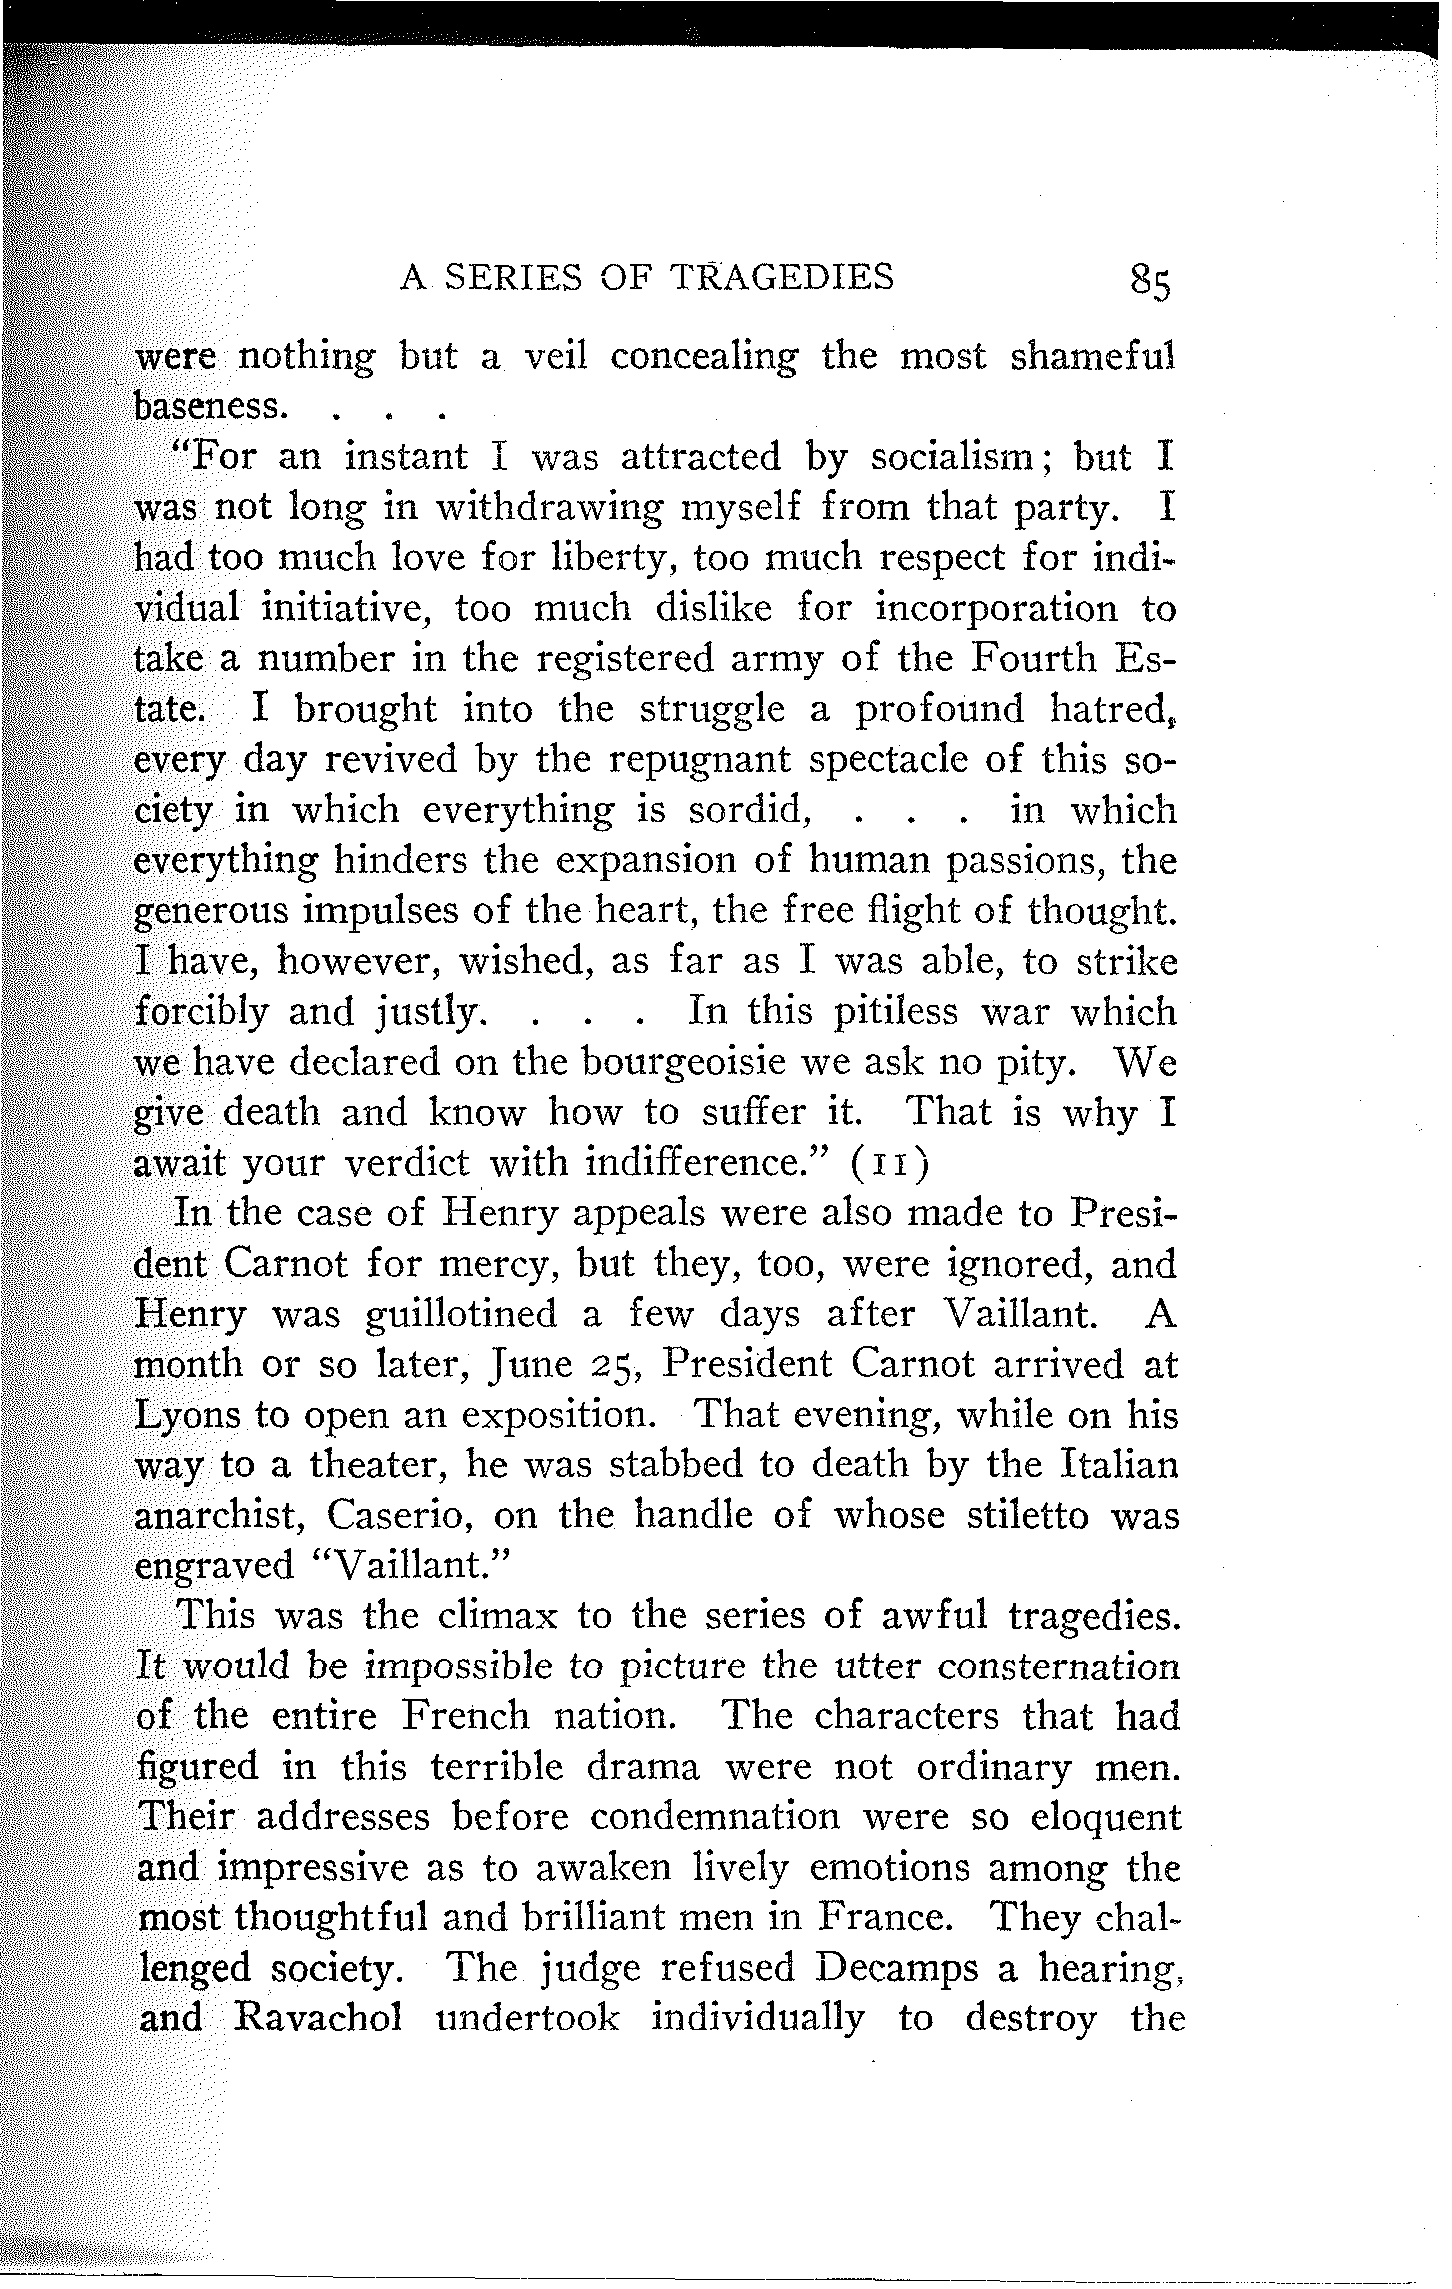 A SERIES OF TRAGEDIES 85
were nothing but a veil concealing the most shameful
baseness. . . .
"For an instant I was attracted by socialism; but I
was not long in withdrawing myself from that party. I
had too much love for liberty, too much respect for indi-
vidual initiative, too much dislike for incorporation to
take a number in the registered army of the Fourth Es-
tate. I brought into the struggle a profound hatred,
every day revived by the repugnant spectacle of this so-
ciety in which everything is sordid, . . . in which
everything hinders the expansion of human passions, the
generous impulses of the heart, the free flight of thought.
I have, however, wished, as far as I was able, to strike
forcibly and justly. . . . In this pitiless war which
we have declared on the bourgeoisie we ask no pity. We
give death and know how to suffer it. That is why I
await your verdict with indifference." (11)
In the case of Henry appeals were also made to Presi-
dent Carnot for mercy, but they, too, were ignored, and
Henry was guillotined a few days after Vaillant. A
month or so later, June 25, President Carnot arrived at
Lyons to open an exposition. That evening, while on his
way to a theater, he was stabbed to death by the Italian
anarchist, Caserio, on the handle of whose stiletto was
engraved "Vaillant."
This was the climax to the series of awful tragedies.
It would be impossible to picture the utter consternation
of the entire French nation. The characters that had
figured in this terrible drama were not ordinary men.
Their addresses before condemnation were so eloquent
and impressive as to awaken lively emotions among the
most thoughtful and brilliant men in France. They chal-
lenged society. The judge refused Decamps a hearing,
and Ravachol undertook individually to destroy the